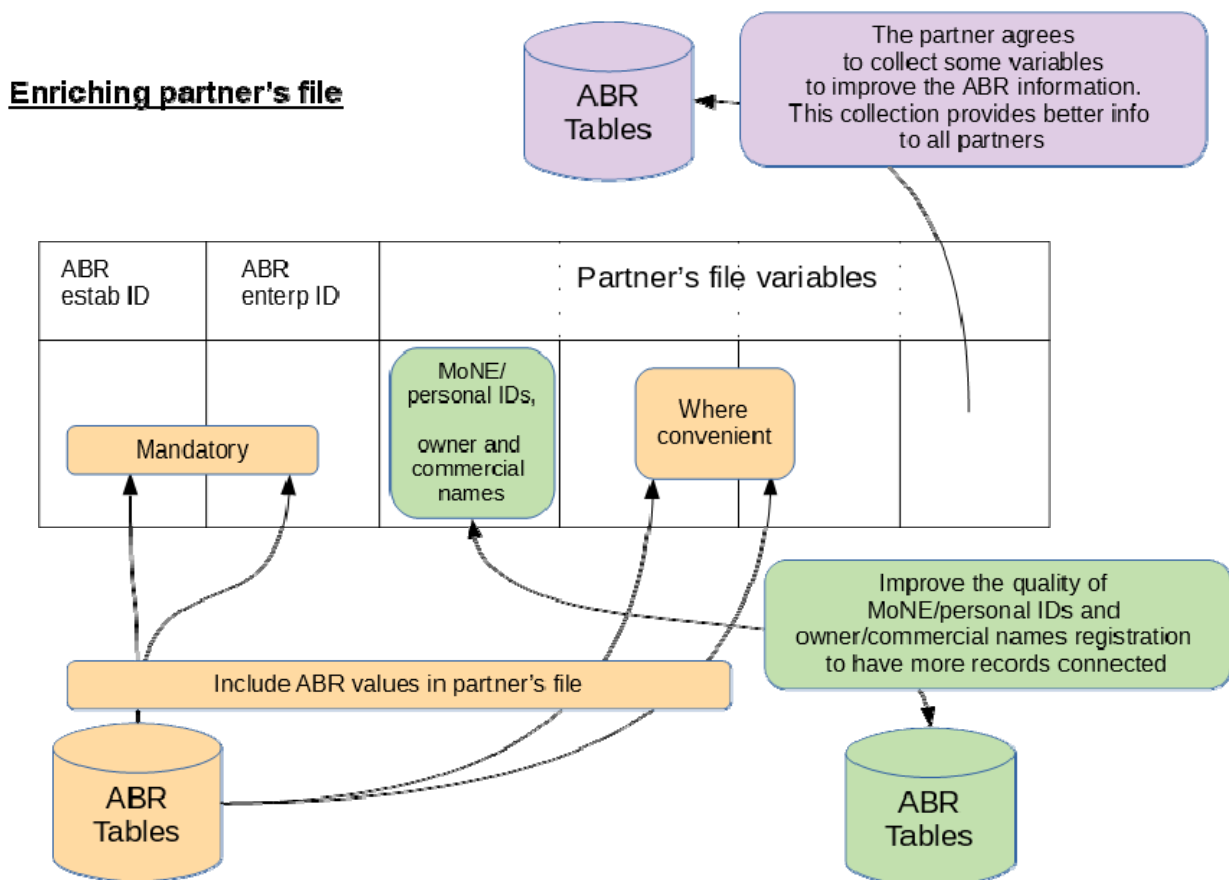 Enriching partner's file
ABR
Tables
The partner agrees
to collect some variables
to improve the ABR information.
This collection provides better info
to all partners
ABR
estab ID
ABR
enterp ID
Partner's file variables
Mandatory
MoNE/
personal IDs,
owner and
commercial
names
Where
convenient
Improve the quality of
MoNE/personal IDs and
owner/commercial names registration
to have more records connected
Include ABR values in partner's file
ABR
Tables
ABR
Tables